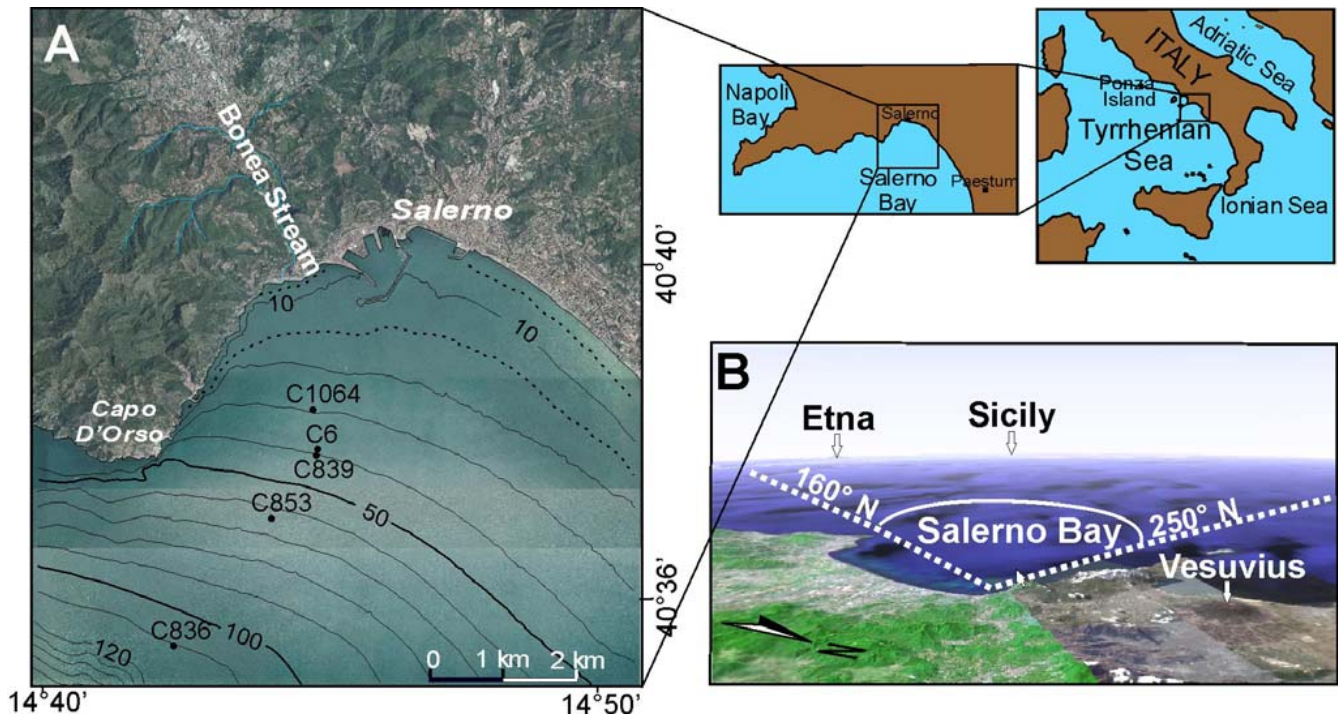 A
Bonea Stream
Salerno
10
10
C1064
Capo
D'Orso
C6
C839
C853
50
C836
100
120
0 1 km 2 km
14°40'
14°50'
40°40'
40°36'
Napoli
Bay
Salerno
Salerno
Bay
Paestum
ITALY
Adriatic Sea
Ponza
Island
Tyrrhenian
Sea
Ionian Sea
B
Etna
Sicily
160° N
Salerno Bay
250° N
Vesuvius
N